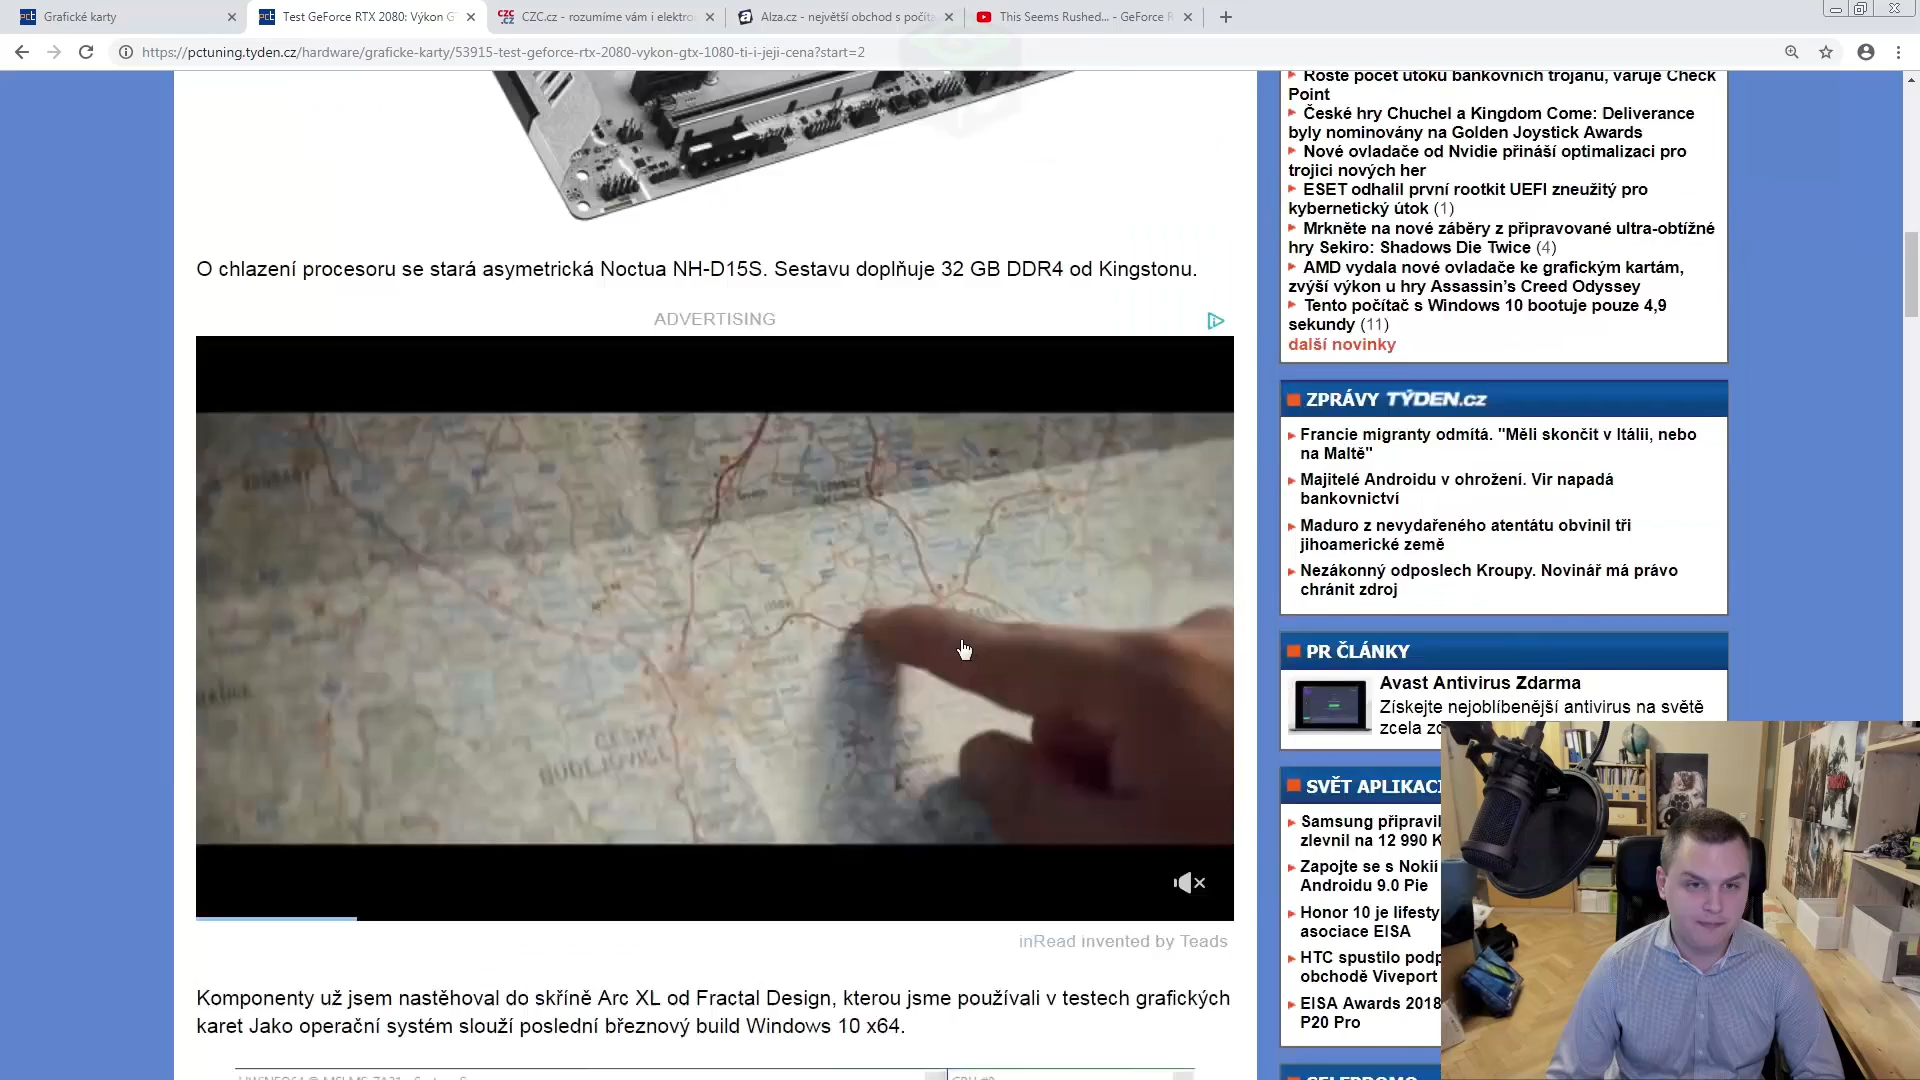 Grafické karty
Test GeForce RTX 2080: Výkon G
CZC.cz - rozumíme vám i elektro
Alza.cz - největší obchod s počíta
This Seems Rushed... - GeForce R
https://pctuning.tyden.cz/hardware/graficke-karty/53915-test-geforce-rtx-2080-vykon-gtx-1080-ti-i-jeji-cena?start=2
O chlazení procesoru se stará asymetrická Noctua NH-D15S. Sestavu doplňuje 32 GB DDR4 od Kingstonu.
ADVERTISING
ČESKÉ
BUDĚJOVICE
inRead invented by Teads
Komponenty už jsem nastěhoval do skříně Arc XL od Fractal Design, kterou jsme používali v testech grafických
karet Jako operační systém slouží poslední březnový build Windows 10 x64.
Roste počet útoků bankovních trojanů, varuje Check
Point
České hry Chuchel a Kingdom Come: Deliverance
byly nominovány na Golden Joystick Awards
Nové ovladače od Nvidie přináší optimalizaci pro
trojici nových her
ESET odhalil první rootkit UEFI zneužitý pro
kybernetický útok (1)
Mrkněte na nové záběry z připravované ultra-obtížné
hry Sekiro: Shadows Die Twice (4)
AMD vydala nové ovladače ke grafickým kartám,
zvýší výkon u hry Assassin's Creed Odyssey
Tento počítač s Windows 10 bootuje pouze 4,9
sekundy (11)
další novinky
ZPRÁVY TÝDEN.cz
Francie migranty odmítá. "Měli skončit v Itálii, nebo
na Maltě"
Majitelé Androidu v ohrožení. Vir napadá
bankovnictví
Maduro z nevydařeného atentátu obvinil tři
jihoamerické země
Nezákonný odposlech Kroupy. Novinář má právo
chránit zdroj
PR ČLÁNKY
Avast Antivirus Zdarma
Získejte nejoblíbenější antivirus na světě
zcela
SVĚT APLIKACÍ
Samsung připravil
zlevnil na 12 990 K
Zapojte se s Nokií
Androidu 9.0 Pie
Honor 10 je lifesty
asociace EISA
HTC spustilo podp
obchodě Viveport
EISA Awards 2018
P20 Pro